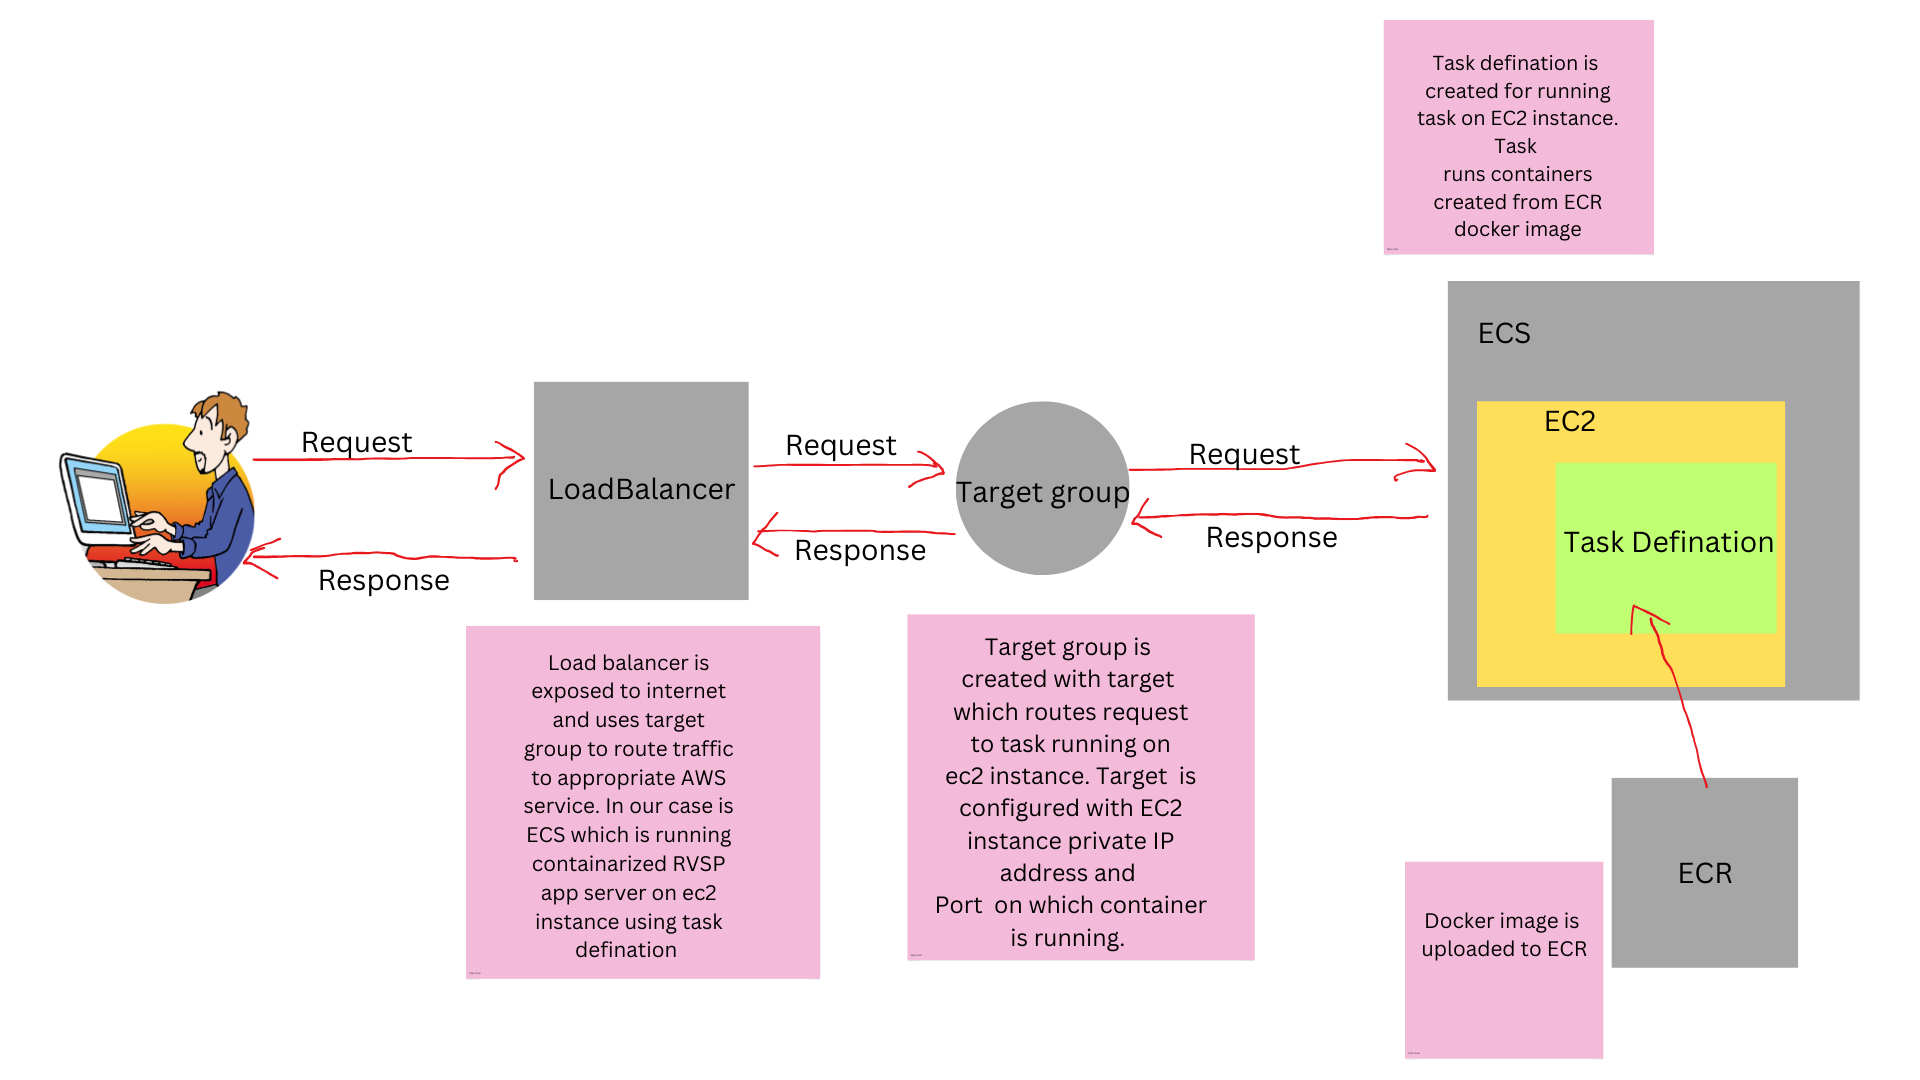 Task defination is
created for running
task on EC2 instance.
Task
runs containers
created from ECR
docker image
ECS
EC2
Task Defination
Request
Request
Request
LoadBalancer
Target group
Response
Response
Response
Load balancer is
exposed to internet
and uses target
group to route traffic
to appropriate AWS
service. In our case is
ECS which is running
containarized RVSP
app server on ec2
instance using task
defination
Target group is
created with target
which routes request
to task running on
ec2 instance. Target is
configured with EC2
instance private IP
address and
Port on which container
is running.
ECR
Docker image is
uploaded to ECR